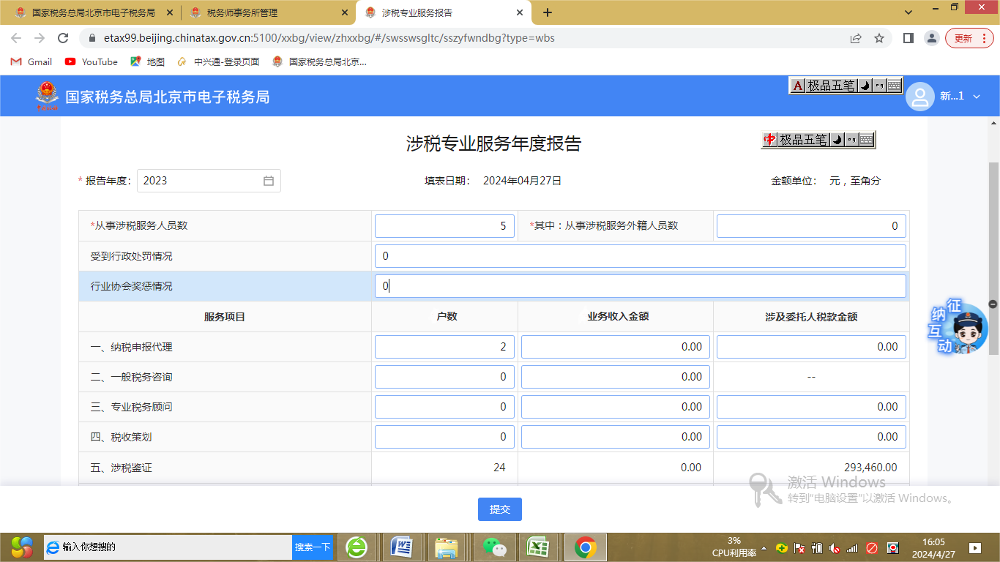 国家税务总局北京市电子税务局
税务师事务所管理
涉税专业服务报告
etax99.beijing.chinatax.gov.cn:5100/xxbg/view/zhxxbg/#/swsswsgltc/sszyfwndbg?type=wbs
更新
Gmail
YouTube
地图
中兴通-登录页面
国家税务总局北京...
国家税务总局北京市电子税务局
A 极品五笔
新...1
涉税专业服务年度报告
中 极品五笔
* 报告年度： 2023
填表日期： 2024年04月27日
金额单位： 元，至角分
*从事涉税服务人员数 5 *其中：从事涉税服务外籍人员数 0
受到行政处罚情况 0
行业协会奖惩情况 0
服务项目 户数 业务收入金额 涉及委托人税款金额
一、纳税申报代理 2 0.00 0.00
二、一般税务咨询 0 0.00 --
三、专业税务顾问 0 0.00 0.00
四、税收策划 0 0.00 0.00
五、涉税鉴证 24 0.00 293,460.00
征
纳
互
动
激活 Windows
转到"电脑设置"以激活 Windows。
提交
输入你想搜的
搜索一下
3%
CPU利用率
16:05
2024/4/27